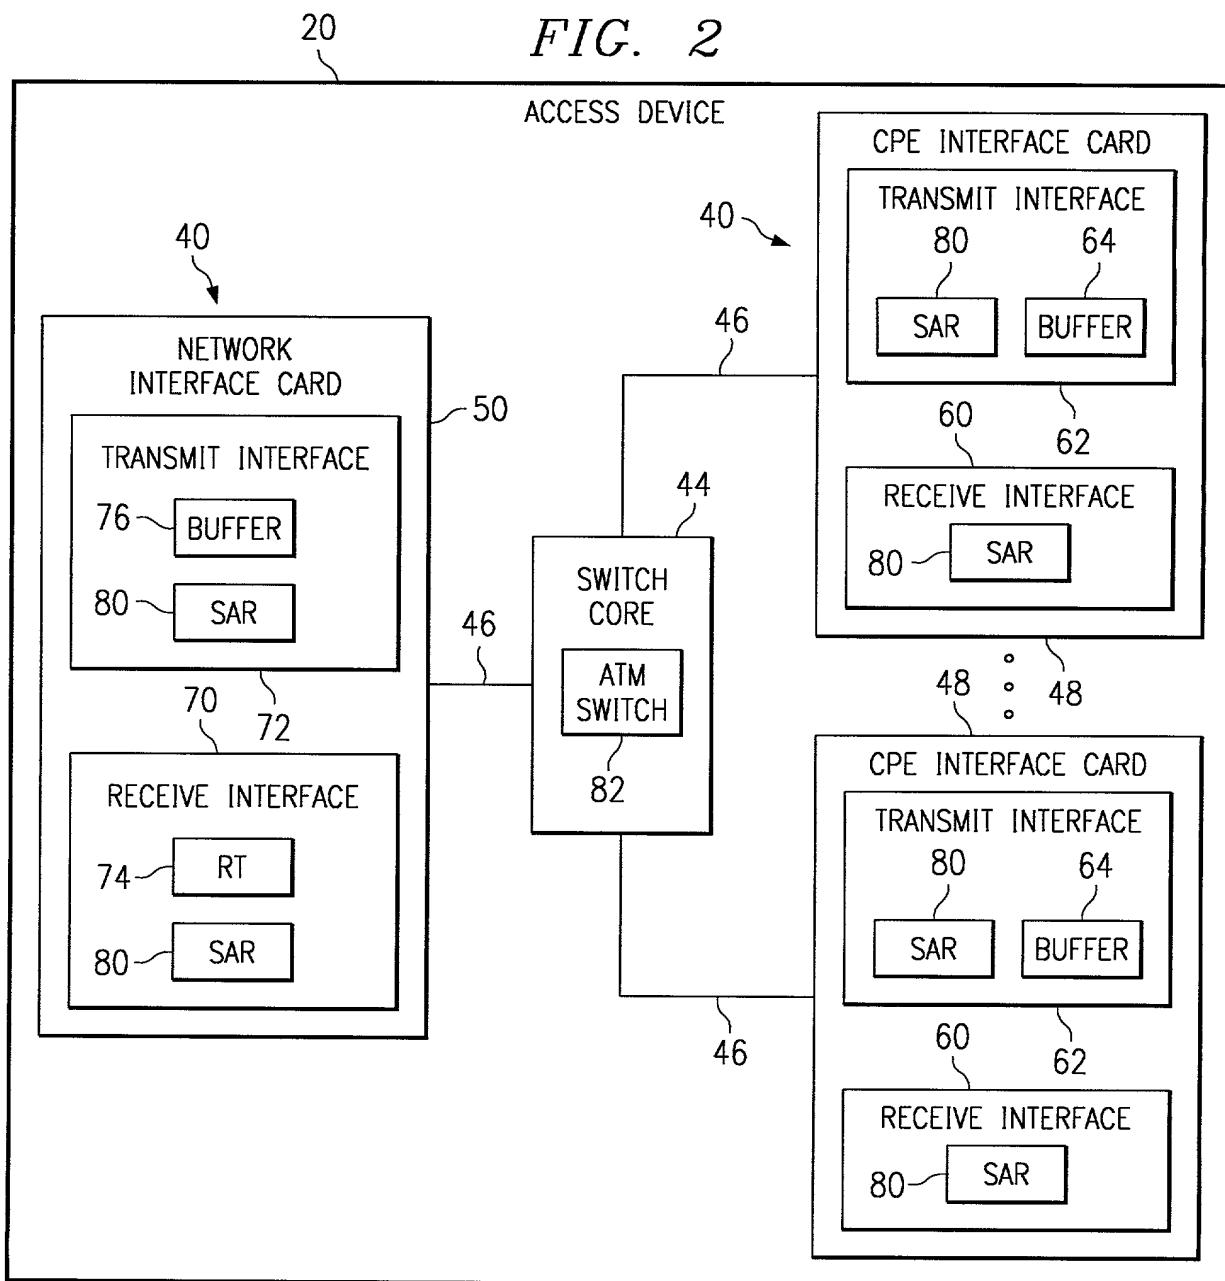 FIG. 2
20
ACCESS DEVICE
40
NETWORK
INTERFACE CARD
50
TRANSMIT INTERFACE
76
BUFFER
80
SAR
72
70
RECEIVE INTERFACE
74
RT
80
SAR
46
44
SWITCH
CORE
ATM
SWITCH
82
46
46
40
CPE INTERFACE CARD
TRANSMIT INTERFACE
80
64
SAR
BUFFER
62
60
RECEIVE INTERFACE
80
SAR
48
48
CPE INTERFACE CARD
TRANSMIT INTERFACE
80
64
SAR
BUFFER
62
60
RECEIVE INTERFACE
80
SAR